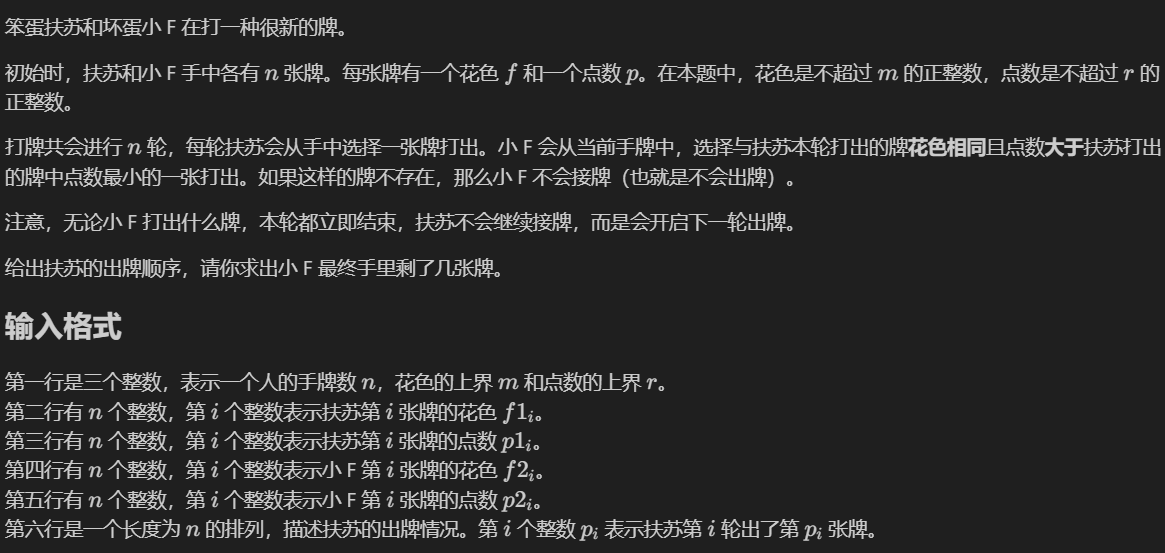 笨蛋扶苏和坏蛋小 F 在打一种很新的牌。
初始时，扶苏和小 F 手中各有 n 张牌。每张牌有一个花色 f 和一个点数 p。在本题中，花色是不超过 m 的正整数，点数是不超过 r 的
正整数。
打牌共会进行 n 轮，每轮扶苏会从手中选择一张牌打出。小 F 会从当前手牌中，选择与扶苏本轮打出的牌花色相同且点数大于扶苏打出
的牌中点数最小的一张打出。如果这样的牌不存在，那么小 F 不会接牌（也就是不会出牌）。
注意，无论小 F 打出什么牌，本轮都立即结束，扶苏不会继续接牌，而是会开启下一轮出牌。
给出扶苏的出牌顺序，请你求出小 F 最终手里剩了几张牌。
输入格式
第一行是三个整数，表示一个人的手牌数 n，花色的上界 m 和点数的上界 r。
第二行有 n 个整数，第 i 个整数表示扶苏第 i 张牌的花色 f1_i。
第三行有 n 个整数，第 i 个整数表示扶苏第 i 张牌的点数 p1_i。
第四行有 n 个整数，第 i 个整数表示小 F 第 i 张牌的花色 f2_i。
第五行有 n 个整数，第 i 个整数表示小 F 第 i 张牌的点数 p2_i。
第六行是一个长度为 n 的排列，描述扶苏的出牌情况。第 i 个整数 p_i 表示扶苏第 i 轮出了第 p_i 张牌。